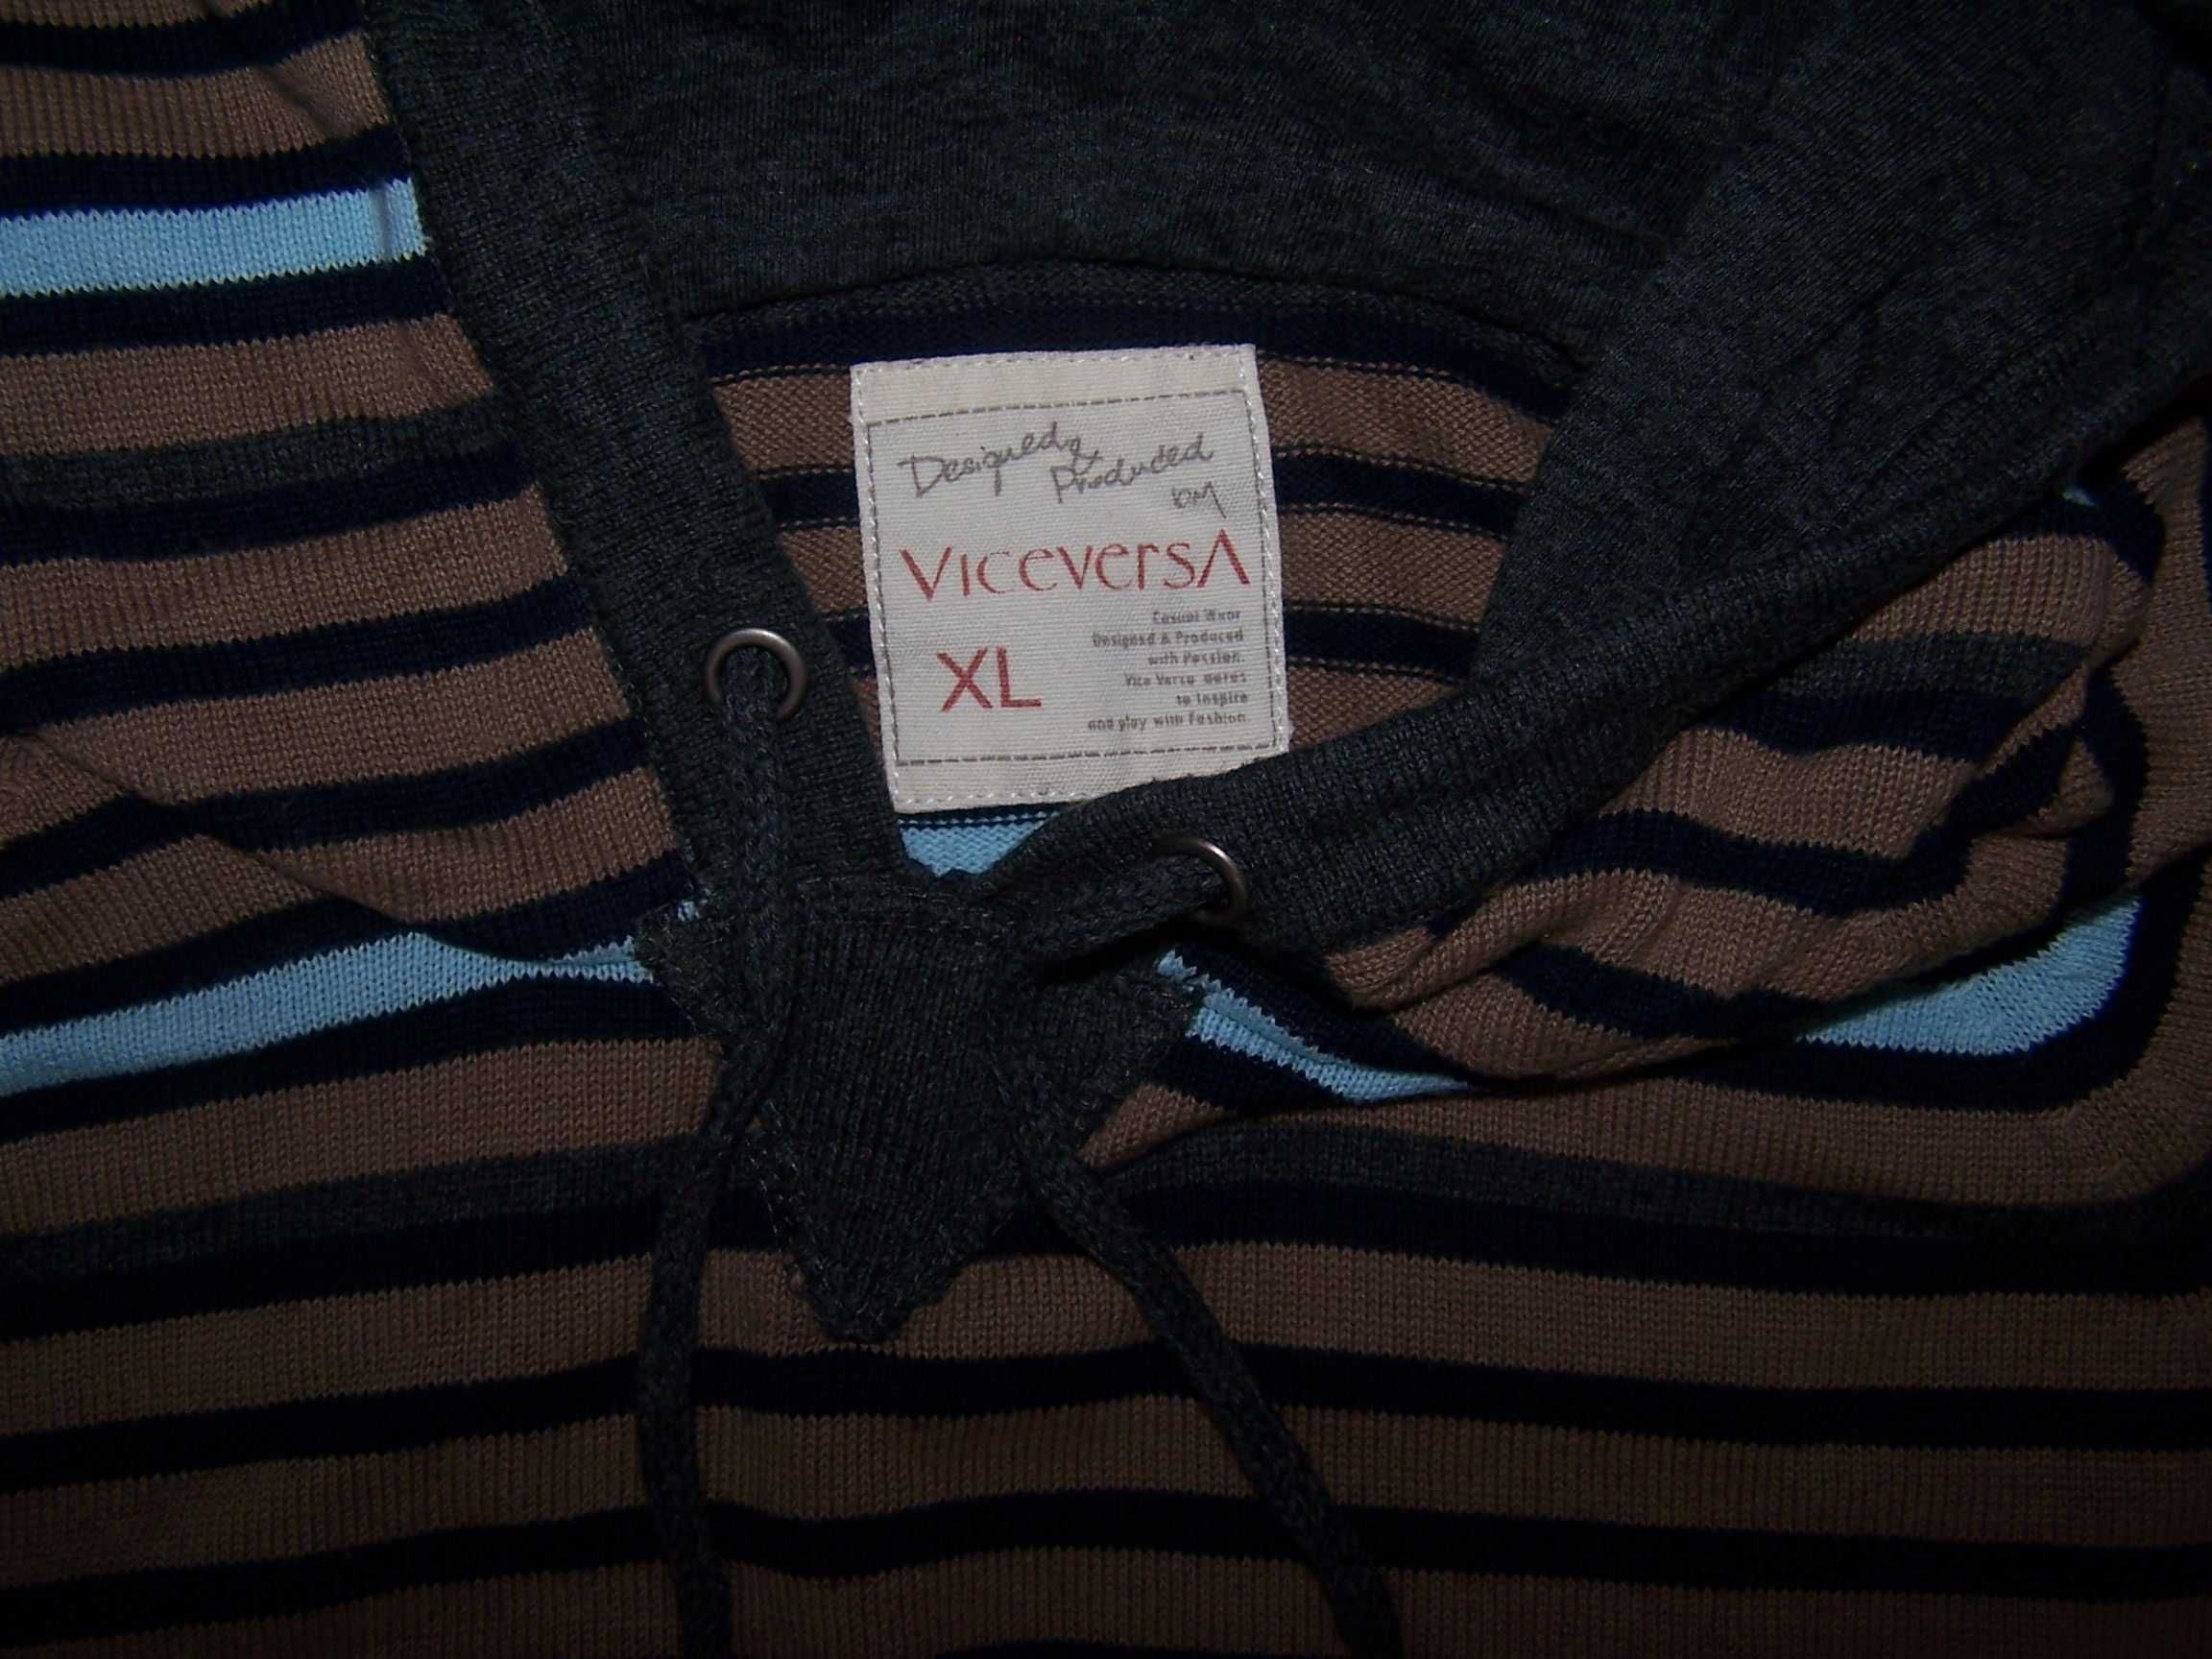 Designed &
Produced
by
VICEVERSA
XL
Casual Wear
Designed & Produced
with Passion.
Vice Versa
to Inspire
and play with Fashion.